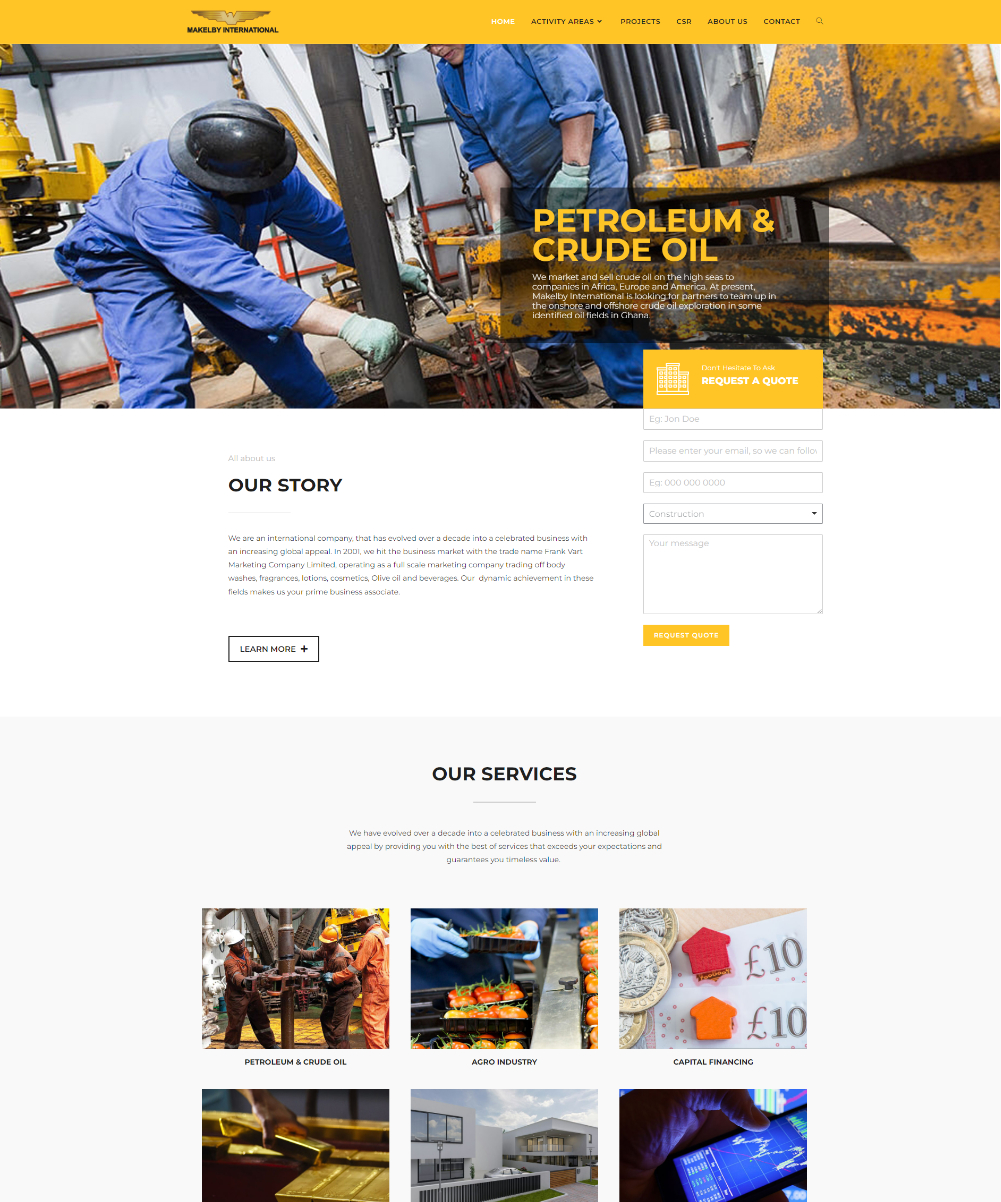 MAKELBY INTERNATIONAL
HOME
ACTIVITY AREAS
PROJECTS
CSR
ABOUT US
CONTACT
PETROLEUM &
CRUDE OIL
We market and sell crude oil on the high seas to
companies in Africa, Europe and America. At present,
Makelby International is looking for partners to team up in
the onshore and offshore crude oil exploration in some
identified oil fields in Ghana
Don't Hesitate To Ask
REQUEST A QUOTE
Eg: Jon Doe
Please enter your email, so we can follow
Eg: 000 000 0000
Construction
Your message
REQUEST QUOTE
All about us
OUR STORY
We are an international company, that has evolved over a decade into a celebrated business with
an increasing global appeal. In 2001, we hit the business market with the trade name Frank Vart
Marketing Company Limited, operating as a full scale marketing company trading off body
washes, fragrances, lotions, cosmetics, Olive oil and beverages. Our dynamic achievement in these
fields makes us your prime business associate.
LEARN MORE +
OUR SERVICES
We have evolved over a decade into a celebrated business with an increasing global
appeal by providing you with the best of services that exceeds your expectations and
guarantees you timeless value.
£10
£10
PETROLEUM & CRUDE OIL
AGRO INDUSTRY
CAPITAL FINANCING